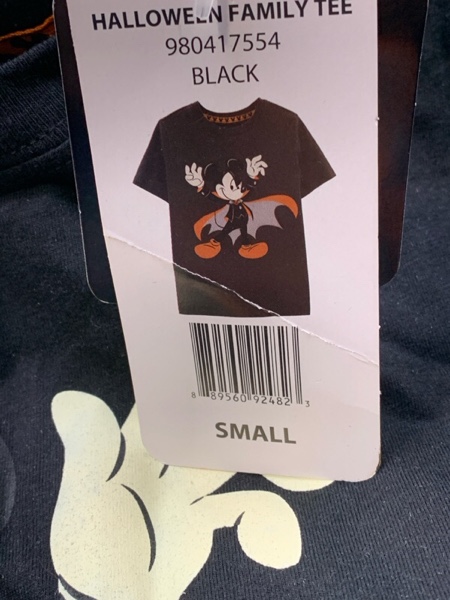 HALLOWEEN FAMILY TEE
980417554
BLACK
8 89560 92482 3
SMALL